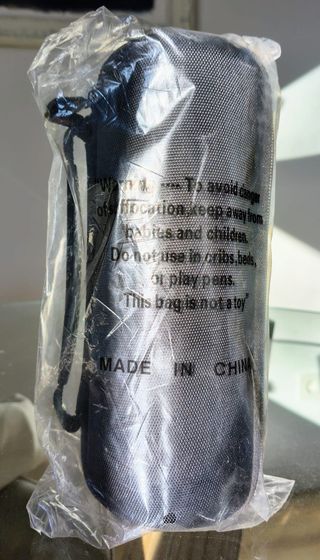 "Warning ---- To avoid danger
of suffocation,keep away from
babies and children.
Do not use in cribs,beds,
or play pens.
This bag is not a toy"
MADE IN CHINA